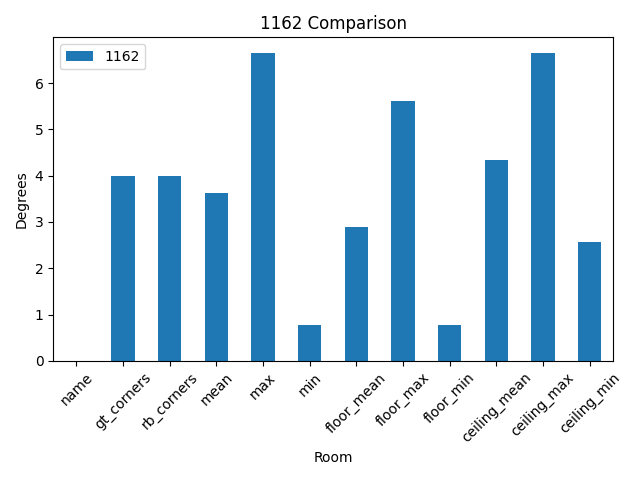 1162 Comparison
1162
Degrees
6
5
4
3
2
1
0
name
gt_corners
rb_corners
mean
max
min
floor_mean
floor_max
floor_min
ceiling_mean
ceiling_max
ceiling_min
Room